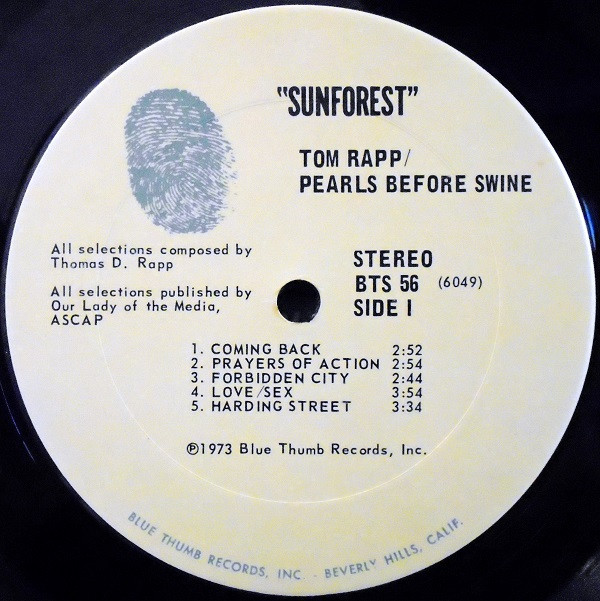 "SUNFOREST"
TOM RAPP/
PEARLS BEFORE SWINE
All selections composed by
Thomas D. Rapp
All selections published by
Our Lady of the Media,
ASCAP
STEREO
BTS 56 (6049)
SIDE I
1. COMING BACK 2:52
2. PRAYERS OF ACTION 2:54
3. FORBIDDEN CITY 2:44
4. LOVE/SEX 3:54
5. HARDING STREET 3:34
℗1973 Blue Thumb Records, Inc.
BLUE THUMB RECORDS, INC. · BEVERLY HILLS, CALIF.